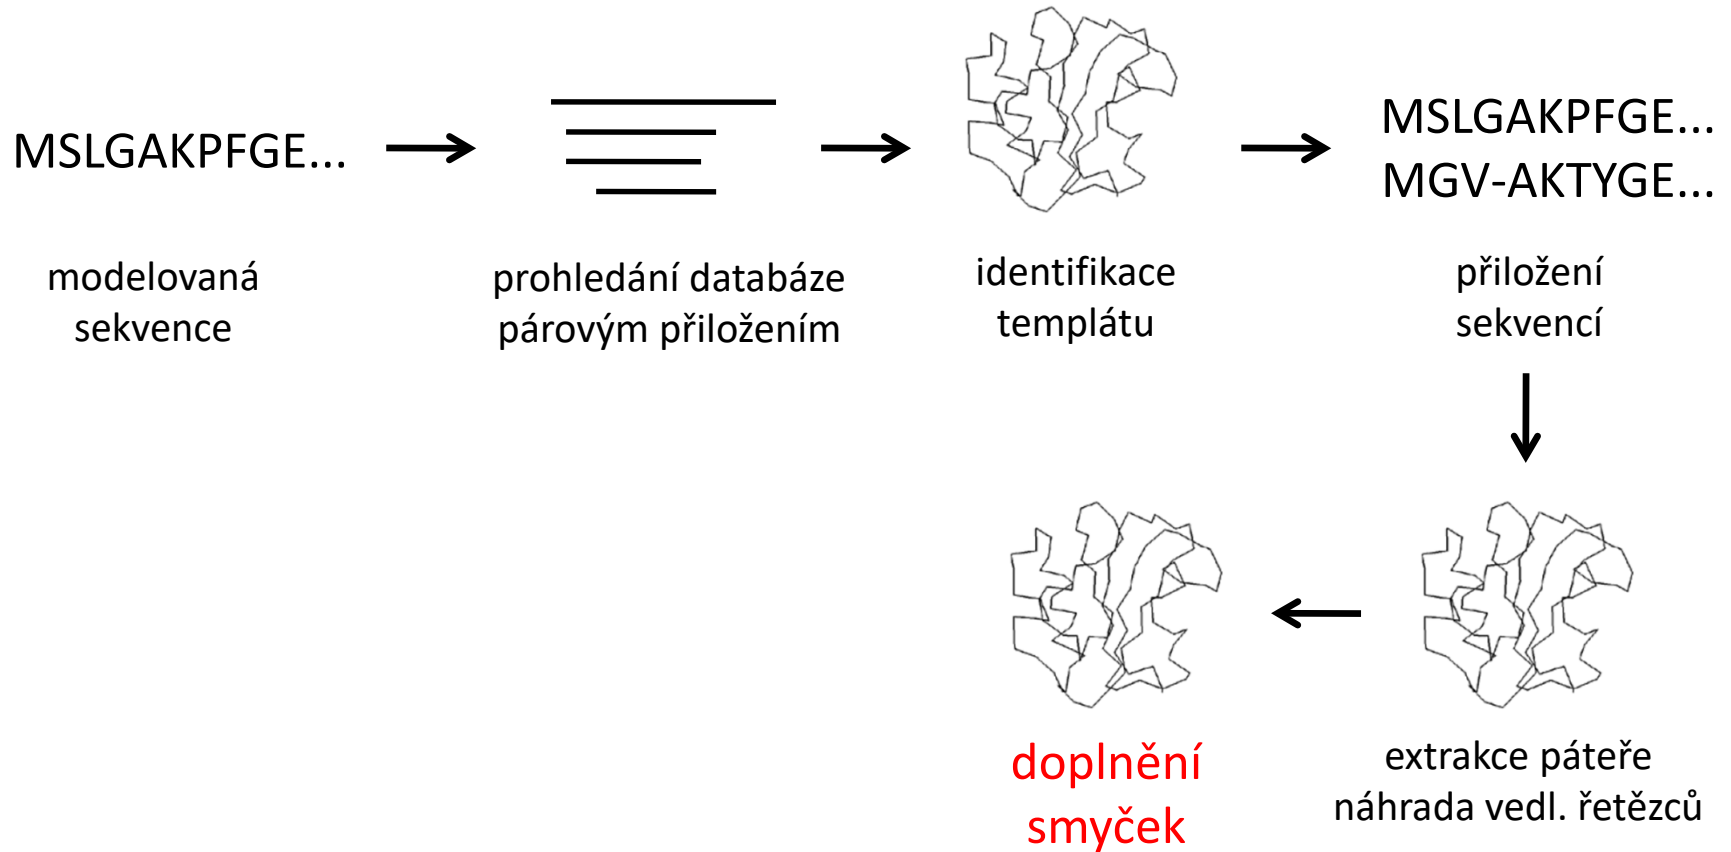 MSLGAKPFGE...
modelovaná
sekvence
prohledání databáze
párovým přiložením
identifikace
templátu
MSLGAKPFGE...
MGV-AKTYGE...
přiložení
sekvencí
extrakce páteře
náhrada vedl. řetězců
doplnění
smyček